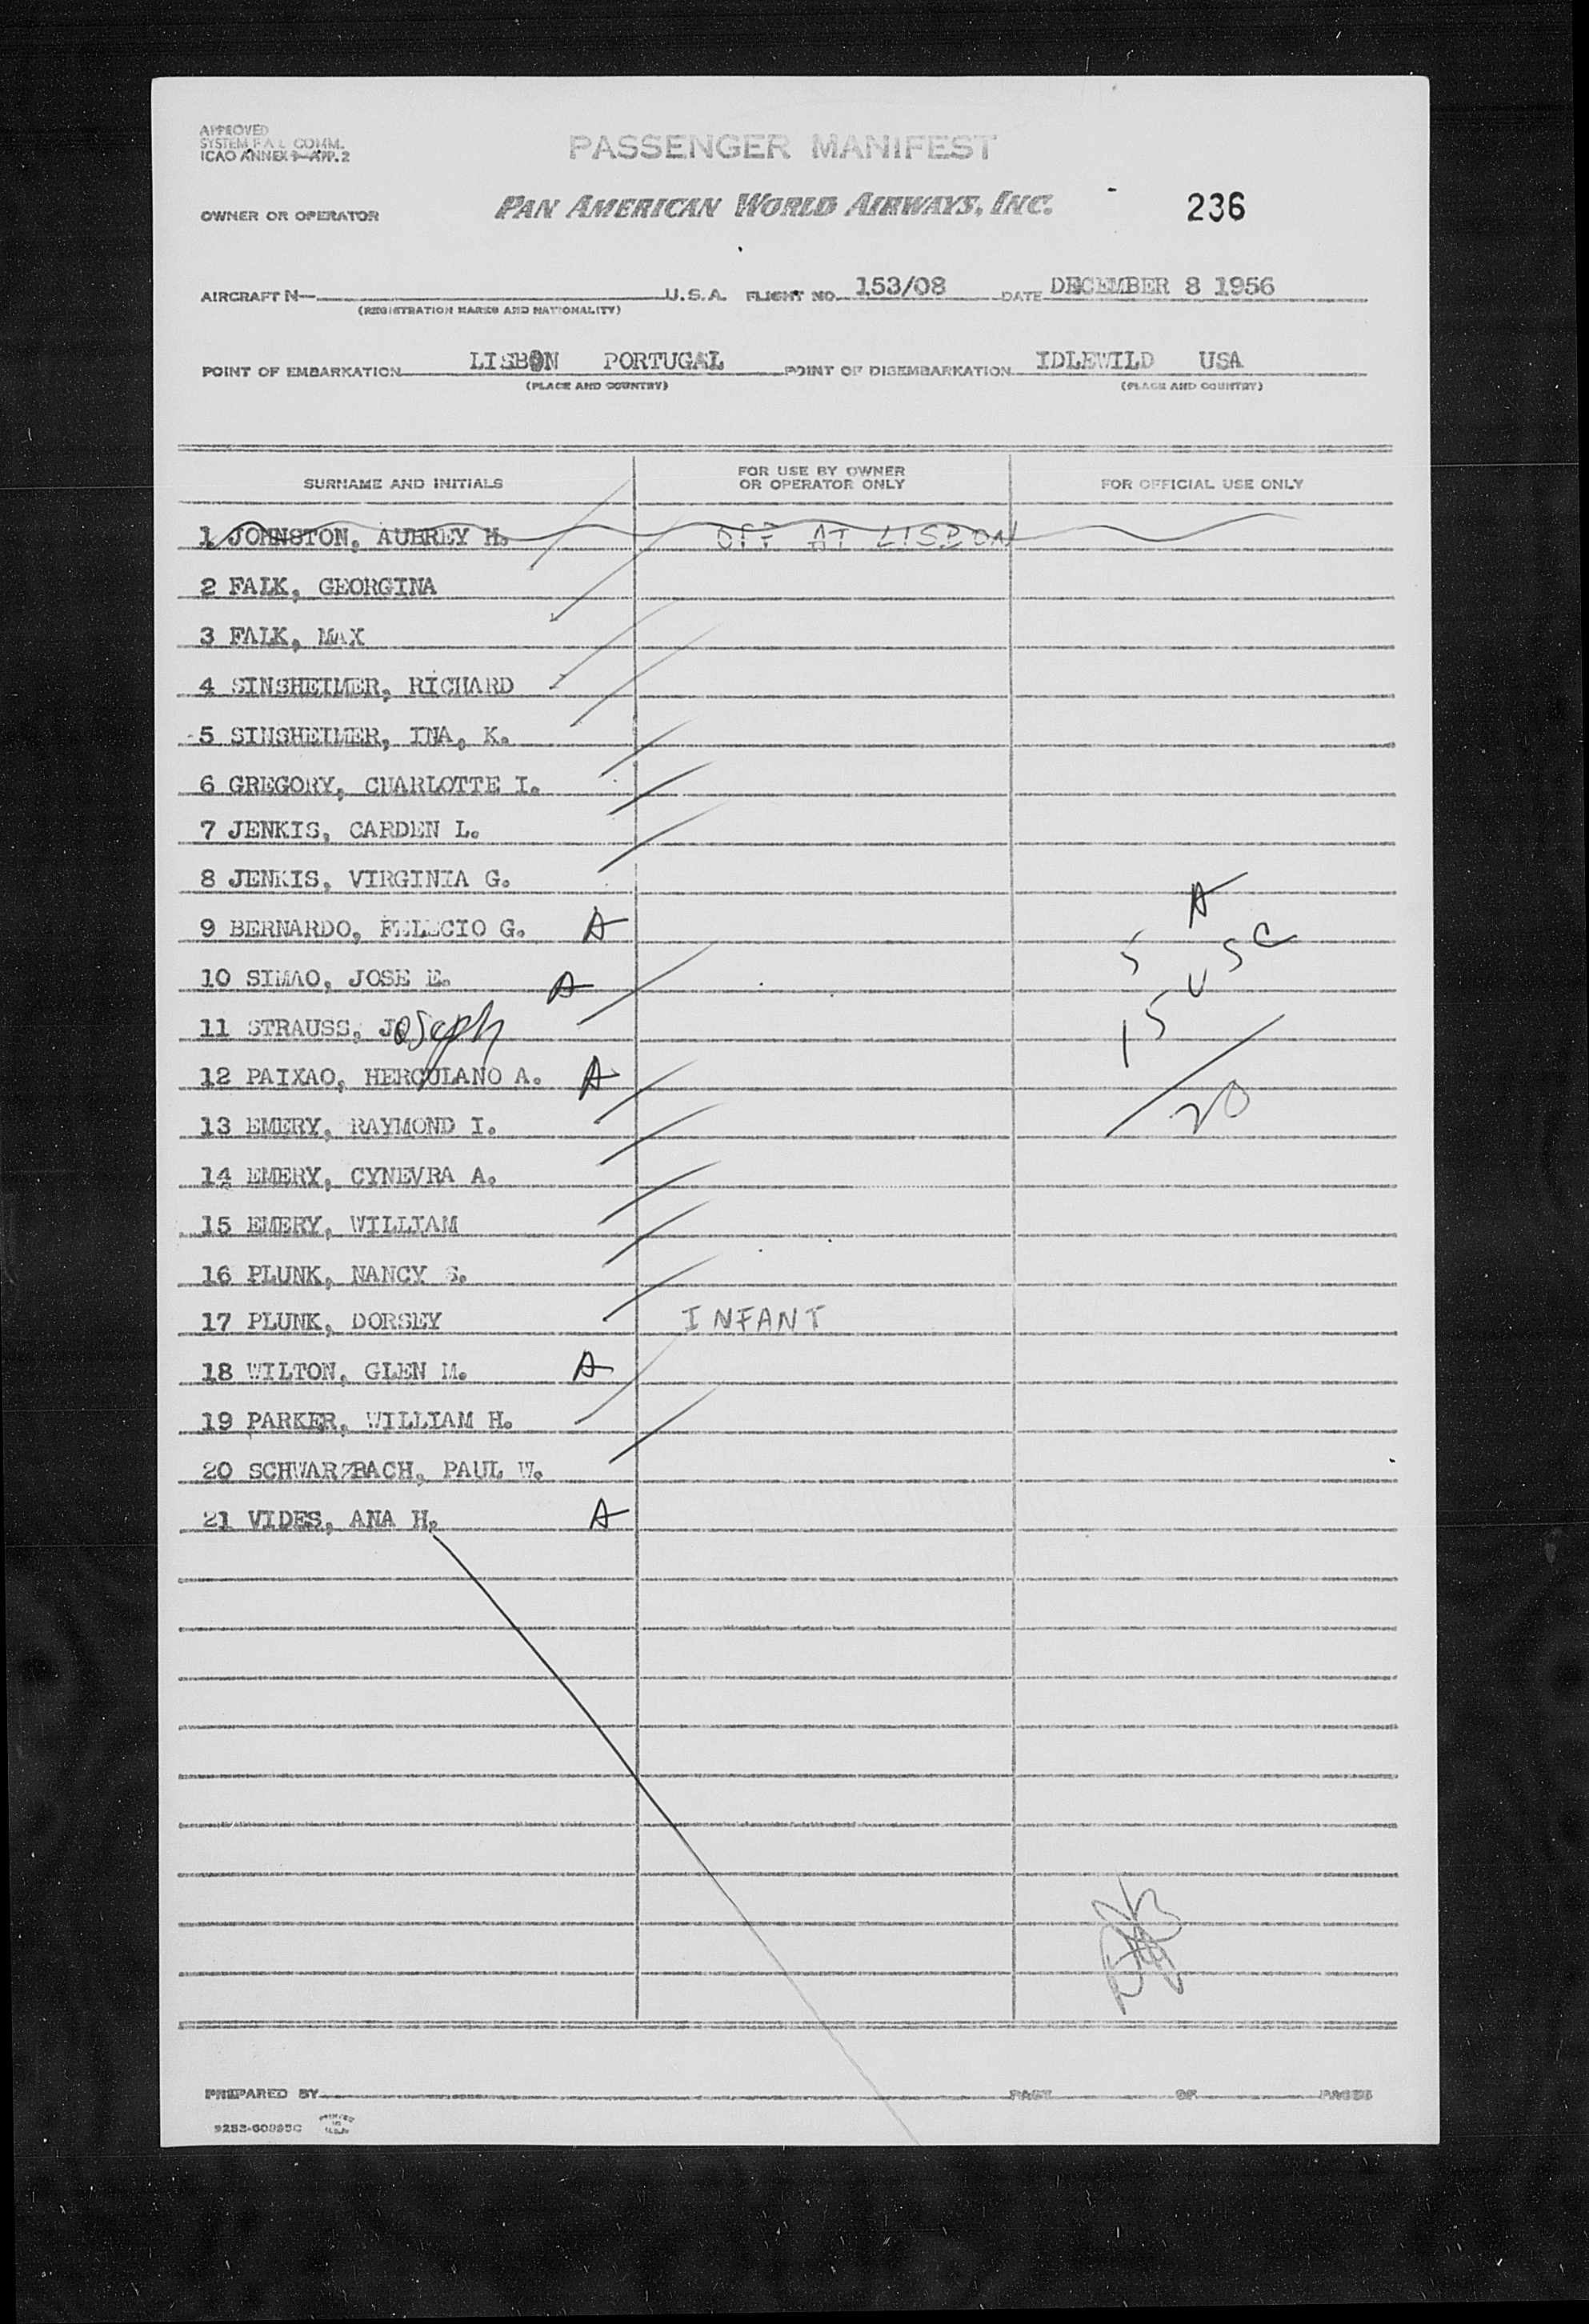 APPROVED
SYSTEM F A L COMM.
ICAO ANNEX 9—APP. 2
PASSENGER MANIFEST
OWNER OR OPERATOR PAN AMERICAN WORLD AIRWAYS, INC. 236
AIRCRAFT N— U.S.A. FLIGHT NO. 153/08 DATE DECEMBER 8 1956
(REGISTRATION MARKS AND NATIONALITY)
POINT OF EMBARKATION LISBON PORTUGAL POINT OF DISEMBARKATION IDLEWILD USA
(PLACE AND COUNTRY) (PLACE AND COUNTRY)
SURNAME AND INITIALS FOR USE BY OWNER OR OPERATOR ONLY FOR OFFICIAL USE ONLY
1 JOHNSTON, AUBREY H. OFF AT LISBON
2 FALK, GEORGINA
3 FALK, MAX
4 SINSHEIMER, RICHARD
5 SINSHEIMER, INA, K.
6 GREGORY, CHARLOTTE I.
7 JENKIS, CARDEN L.
8 JENKIS, VIRGINIA G.
9 BERNARDO, FELECIO G. A 5 A
10 SIMAO, JOSE E. A 15 USC
11 STRAUSS, Joseph
12 PAIXAO, HERCULANO A. A 20
13 EMERY, RAYMOND I.
14 EMERY, CYNEVRA A.
15 EMERY, WILLIAM
16 PLUNK, NANCY S.
17 PLUNK, DORSEY INFANT
18 WILTON, GLEN M. A
19 PARKER, WILLIAM H.
20 SCHWARZBACH, PAUL W.
21 VIDES, ANA H. A
PREPARED BY PAGE OF PAGES
PRINTED IN U.S.A.